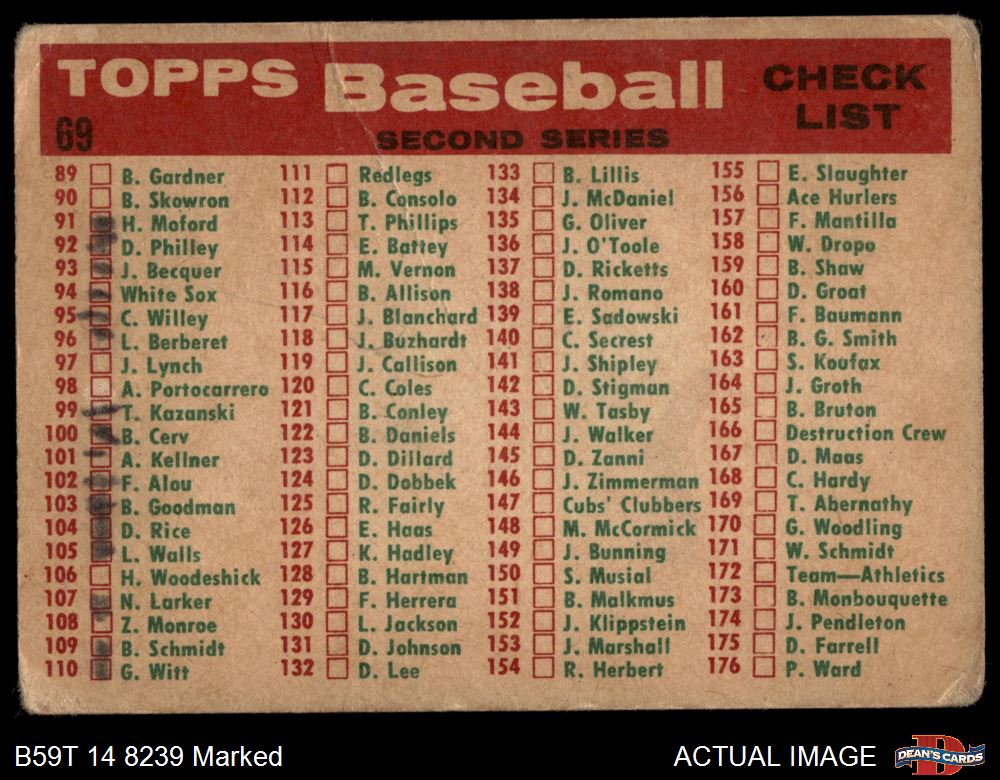 TOPPS Baseball CHECK LIST
69 SECOND SERIES
89 B. Gardner
90 B. Skowron
91 H. Moford
92 D. Philley
93 J. Becquer
94 White Sox
95 C. Willey
96 L. Berberet
97 J. Lynch
98 A. Portocarrero
99 T. Kazanski
100 B. Cerv
101 A. Kellner
102 F. Alou
103 B. Goodman
104 D. Rice
105 L. Walls
106 H. Woodeshick
107 N. Larker
108 Z. Monroe
109 B. Schmidt
110 G. Witt
111 Redlegs
112 B. Consolo
113 T. Phillips
114 E. Battey
115 M. Vernon
116 B. Allison
117 J. Blanchard
118 J. Buzhardt
119 J. Callison
120 C. Coles
121 B. Conley
122 B. Daniels
123 D. Dillard
124 D. Dobbek
125 R. Fairly
126 E. Haas
127 K. Hadley
128 B. Hartman
129 F. Herrera
130 L. Jackson
131 D. Johnson
132 D. Lee
133 B. Lillis
134 J. McDaniel
135 G. Oliver
136 J. O'Toole
137 D. Ricketts
138 J. Romano
139 E. Sadowski
140 C. Secrest
141 J. Shipley
142 D. Stigman
143 W. Tasby
144 J. Walker
145 D. Zanni
146 J. Zimmerman
147 Cubs' Clubbers
148 M. McCormick
149 J. Bunning
150 S. Musial
151 B. Malkmus
152 J. Klippstein
153 J. Marshall
154 R. Herbert
155 E. Slaughter
156 Ace Hurlers
157 F. Mantilla
158 W. Dropo
159 B. Shaw
160 D. Groat
161 F. Baumann
162 B. G. Smith
163 S. Koufax
164 J. Groth
165 B. Bruton
166 Destruction Crew
167 D. Maas
168 C. Hardy
169 T. Abernathy
170 G. Woodling
171 W. Schmidt
172 Team—Athletics
173 B. Monbouquette
174 J. Pendleton
175 D. Farrell
176 P. Ward
B59T 14 8239 Marked
ACTUAL IMAGE
DEAN'S CARDS